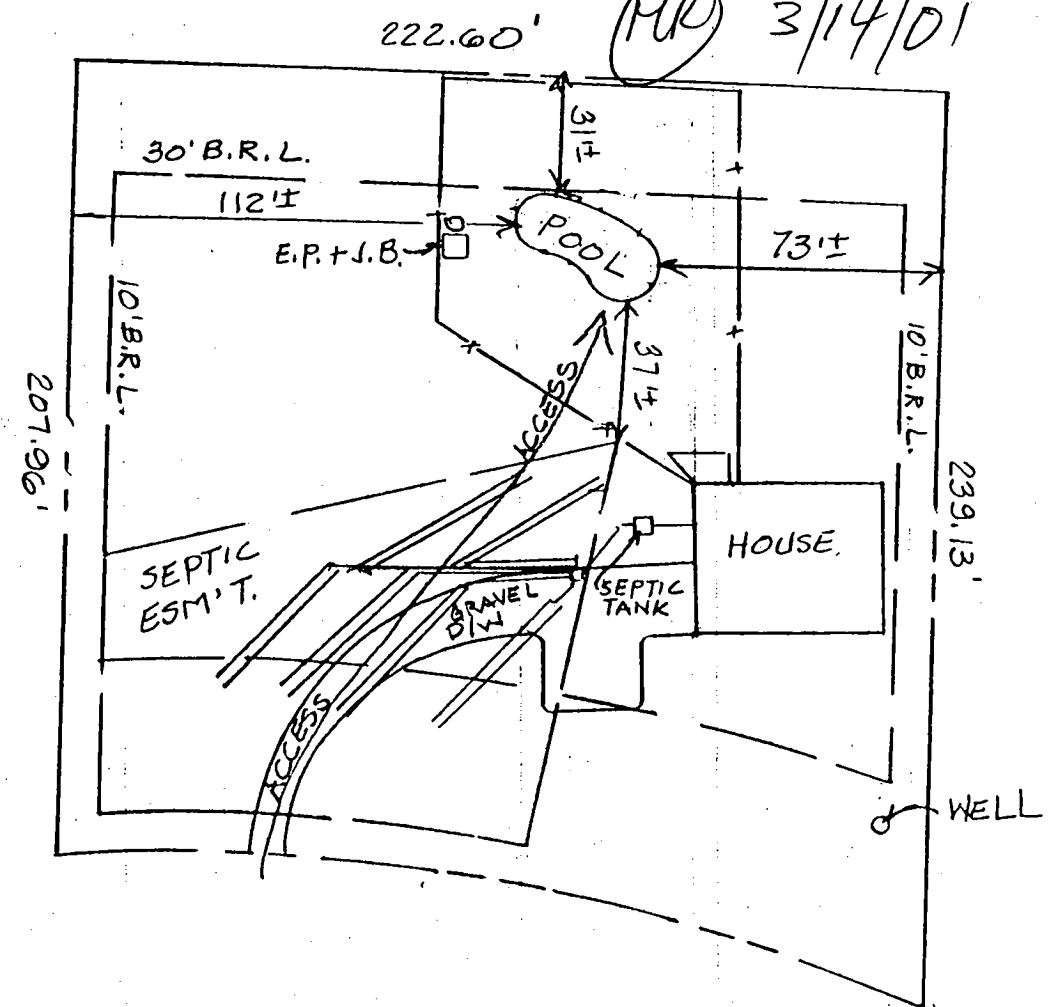 222.60'
MR 3/14/01
31'±
30' B.R.L.
112'±
E.P. + J.B.
POOL
73'±
10' B.R.L.
10' B.R.L.
37'±
ACCESS
207.96'
239.13'
SEPTIC
ESM'T.
GRAVEL
D/W
SEPTIC
TANK
HOUSE.
ACCESS
WELL